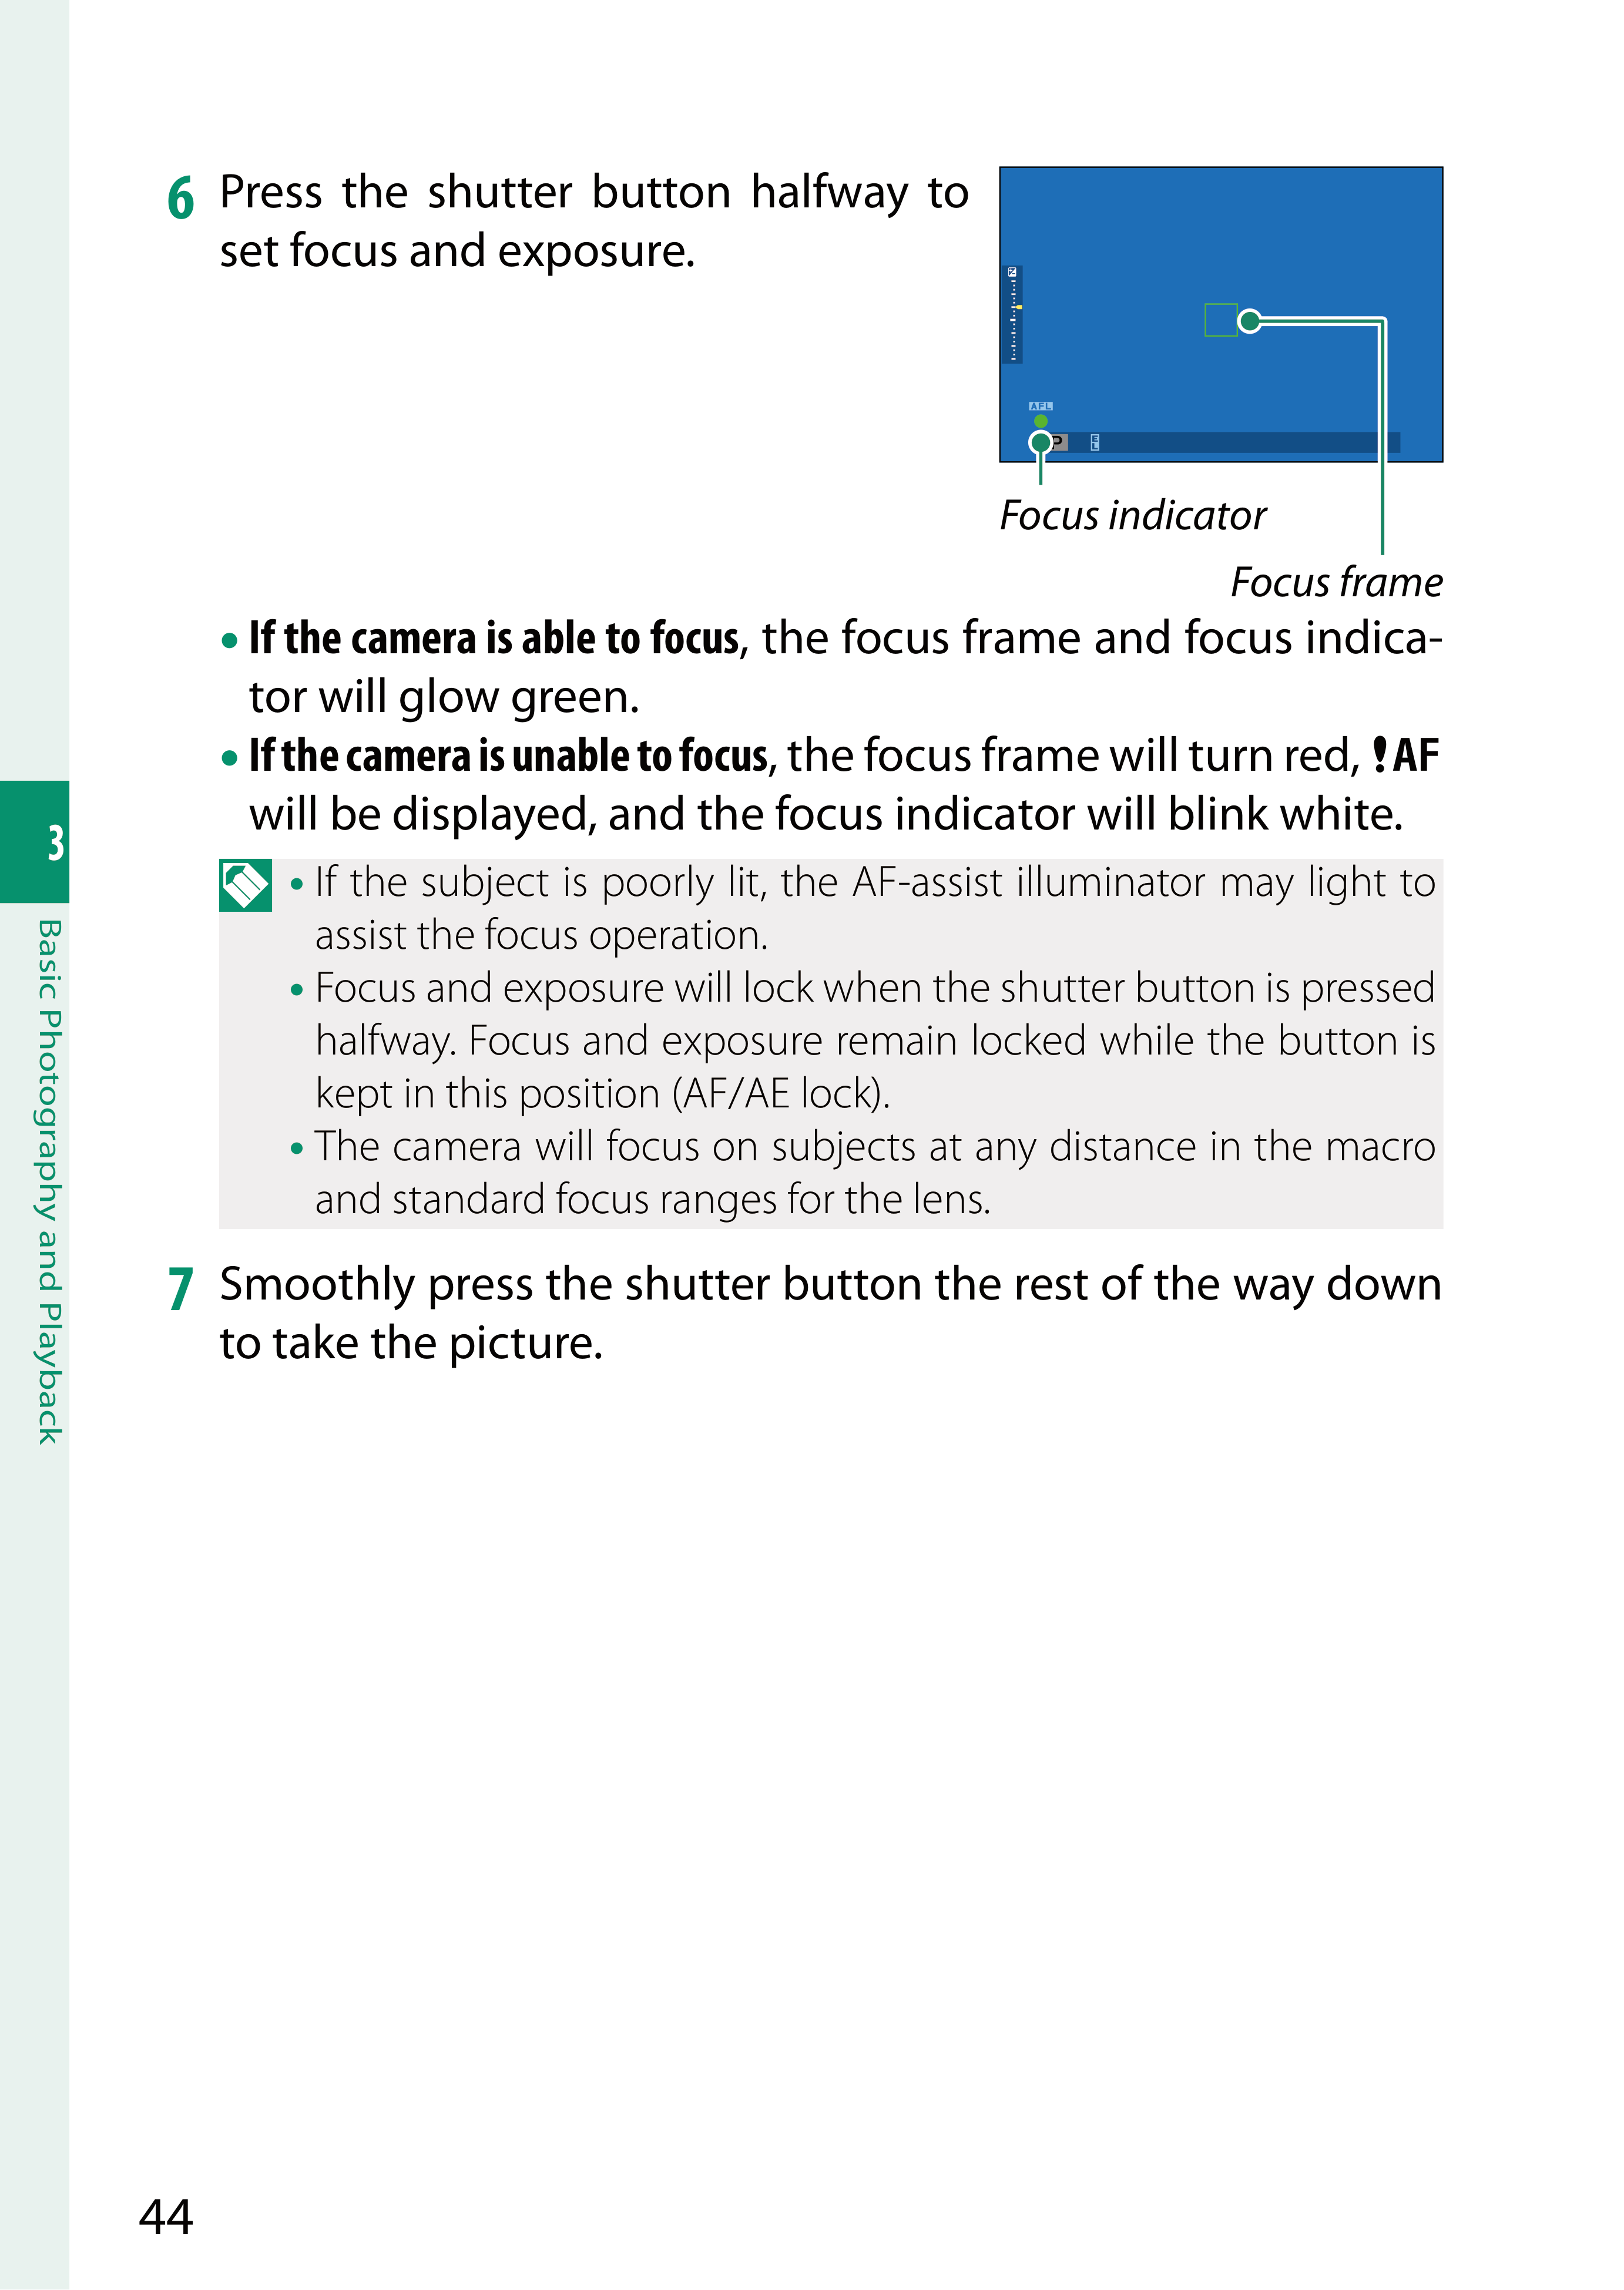 6 Press the shutter button halfway to
set focus and exposure.
AFL
P
Focus indicator
Focus frame
• If the camera is able to focus, the focus frame and focus indica-
tor will glow green.
• If the camera is unable to focus, the focus frame will turn red, !AF
will be displayed, and the focus indicator will blink white.
• If the subject is poorly lit, the AF-assist illuminator may light to
assist the focus operation.
• Focus and exposure will lock when the shutter button is pressed
halfway. Focus and exposure remain locked while the button is
kept in this position (AF/AE lock).
• The camera will focus on subjects at any distance in the macro
and standard focus ranges for the lens.
7 Smoothly press the shutter button the rest of the way down
to take the picture.
3
Basic Photography and Playback
44